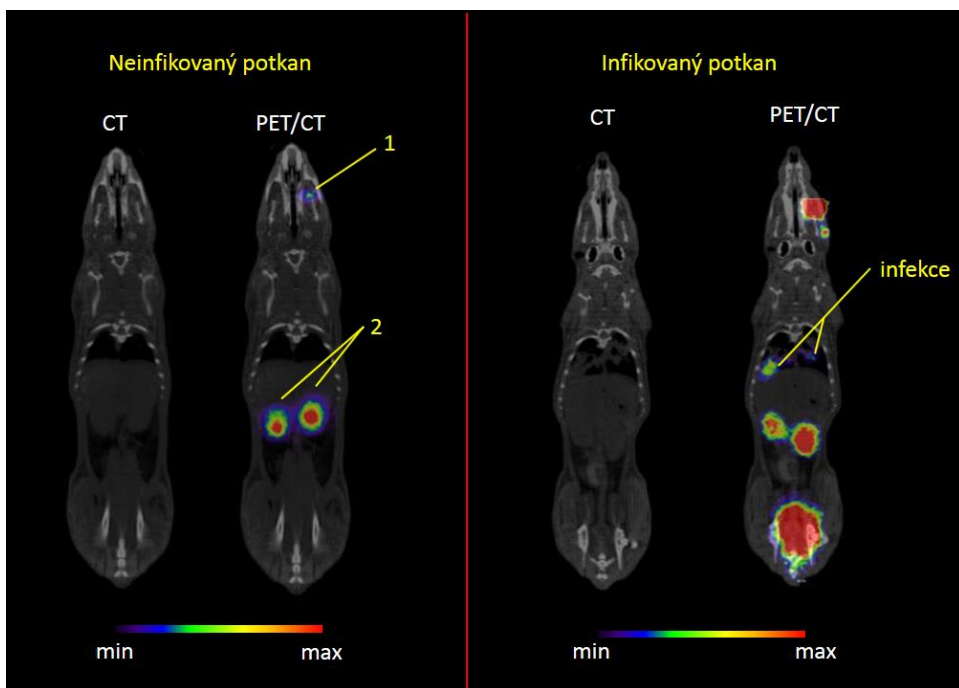 Neinfikovaný potkan
CT
PET/CT
1
2
min
max
Infikovaný potkan
CT
PET/CT
infekce
min
max